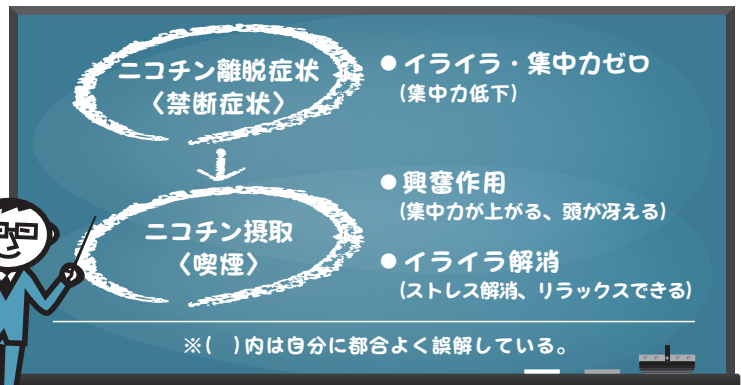 ニコチン離脱症状
〈禁断症状〉
●イライラ・集中力ゼロ
(集中力低下)
ニコチン摂取
〈喫煙〉
●興奮作用
(集中力が上がる、頭が冴える)
●イライラ解消
(ストレス解消、リラックスできる)
※(　)内は自分に都合よく誤解している。